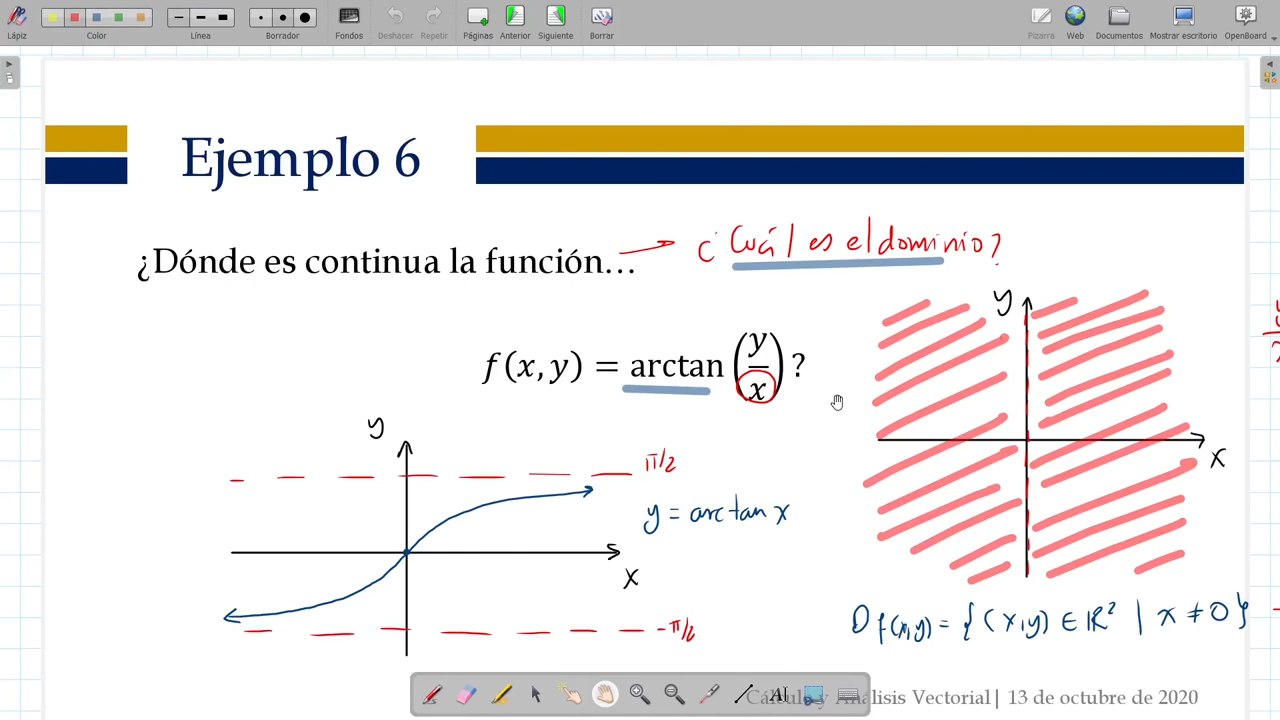 Lápiz
Color
Línea
Borrador
Fondos
Deshacer
Repetir
Páginas
Anterior
Siguiente
Borrar
Pizarra
Web
Documentos
Mostrar escritorio
OpenBoard
Ejemplo 6
¿Dónde es continua la función...
¿Cuál es el dominio?
f(x, y) = arctan (y/x)?
y
x
y
π/2
y = arctan x
x
-π/2
D f(x,y) = {(x,y) ∈ ℝ² | x ≠ 0}
AI
Cálculo y Análisis Vectorial| 13 de octubre de 2020